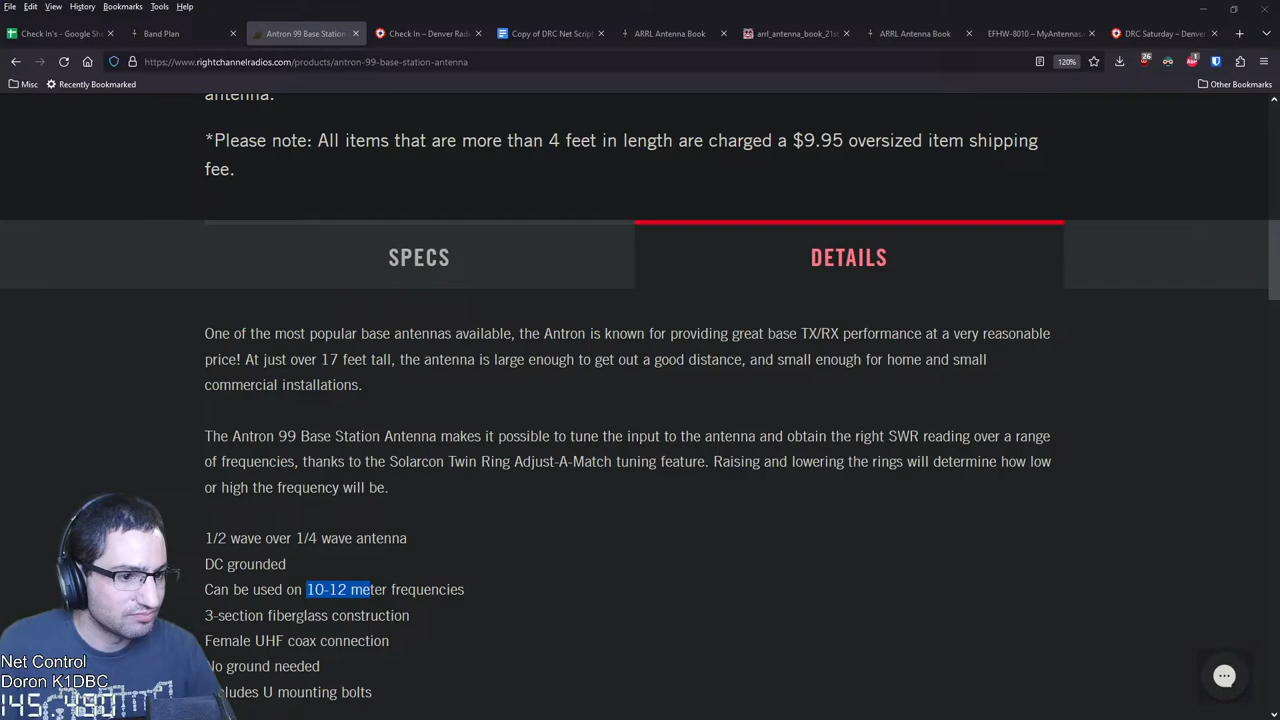 File Edit View History Bookmarks Tools Help
Check In's - Google She
Band Plan
Antron 99 Base Station
Check In – Denver Radi
Copy of DRC Net Script
ARRL Antenna Book
arrl_antenna_book_21st
ARRL Antenna Book
EFHW-8010 – MyAntennas.
DRC Saturday – Denver
https://www.rightchannelradios.com/products/antron-99-base-station-antenna
120%
26
1
Misc
Recently Bookmarked
Other Bookmarks
antenna.
*Please note: All items that are more than 4 feet in length are charged a $9.95 oversized item shipping
fee.
SPECS
DETAILS
One of the most popular base antennas available, the Antron is known for providing great base TX/RX performance at a very reasonable
price! At just over 17 feet tall, the antenna is large enough to get out a good distance, and small enough for home and small
commercial installations.
The Antron 99 Base Station Antenna makes it possible to tune the input to the antenna and obtain the right SWR reading over a range
of frequencies, thanks to the Solarcon Twin Ring Adjust-A-Match tuning feature. Raising and lowering the rings will determine how low
or high the frequency will be.
1/2 wave over 1/4 wave antenna
DC grounded
Can be used on 10-12 meter frequencies
3-section fiberglass construction
Female UHF coax connection
No ground needed
cludes U mounting bolts
Net Control
Doron K1DBC